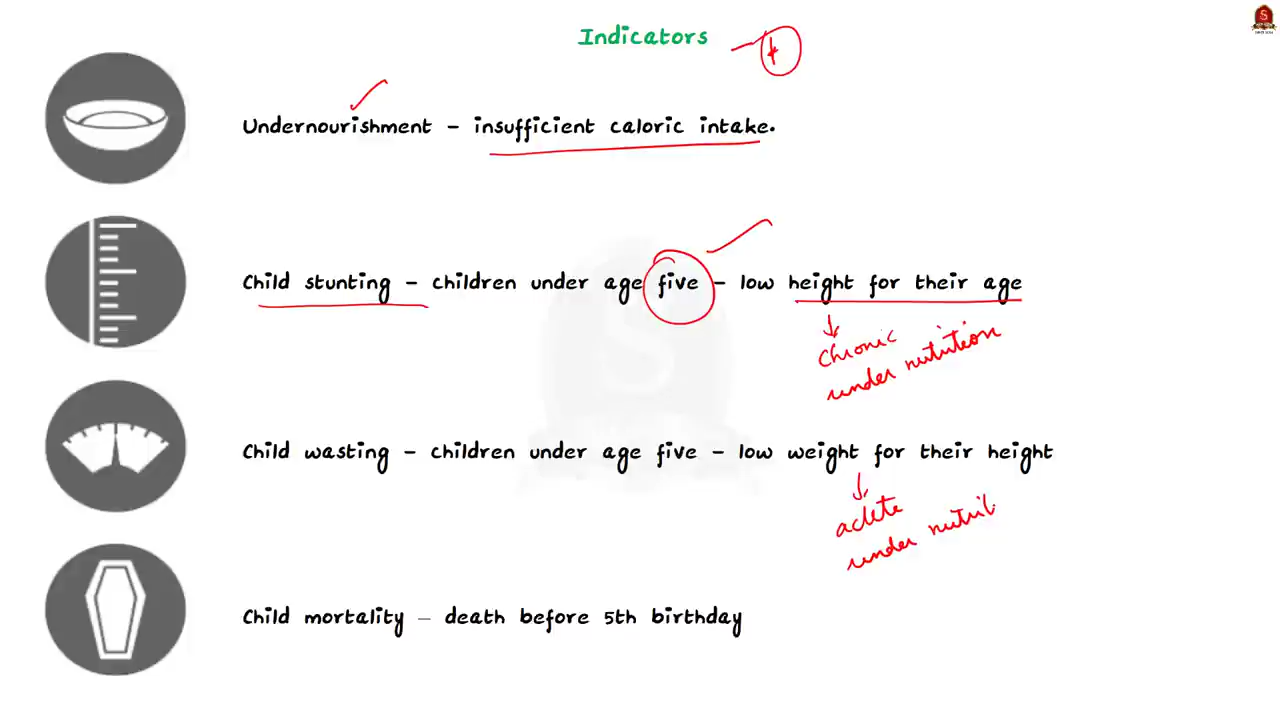 Indicators
Undernourishment - insufficient caloric intake.
Child stunting - children under age five - low height for their age
chronic
under nutrition
Child wasting - children under age five - low weight for their height
acute
under nutriti
Child mortality - death before 5th birthday